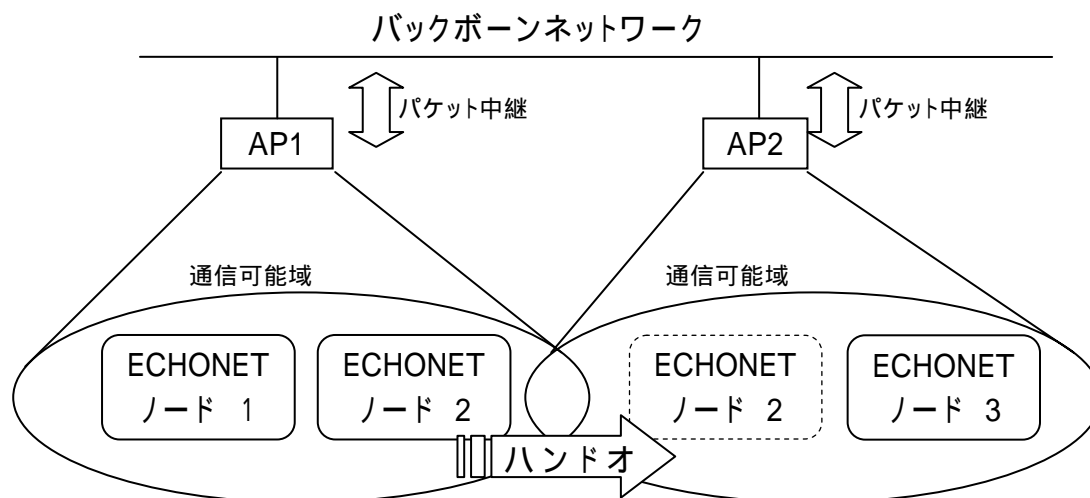 バックボーンネットワーク
パケット中継
パケット中継
AP1
AP2
通信可能域
通信可能域
ECHONET
ノード 1
ECHONET
ノード 2
ECHONET
ノード 2
ECHONET
ノード 3
ハンドオ